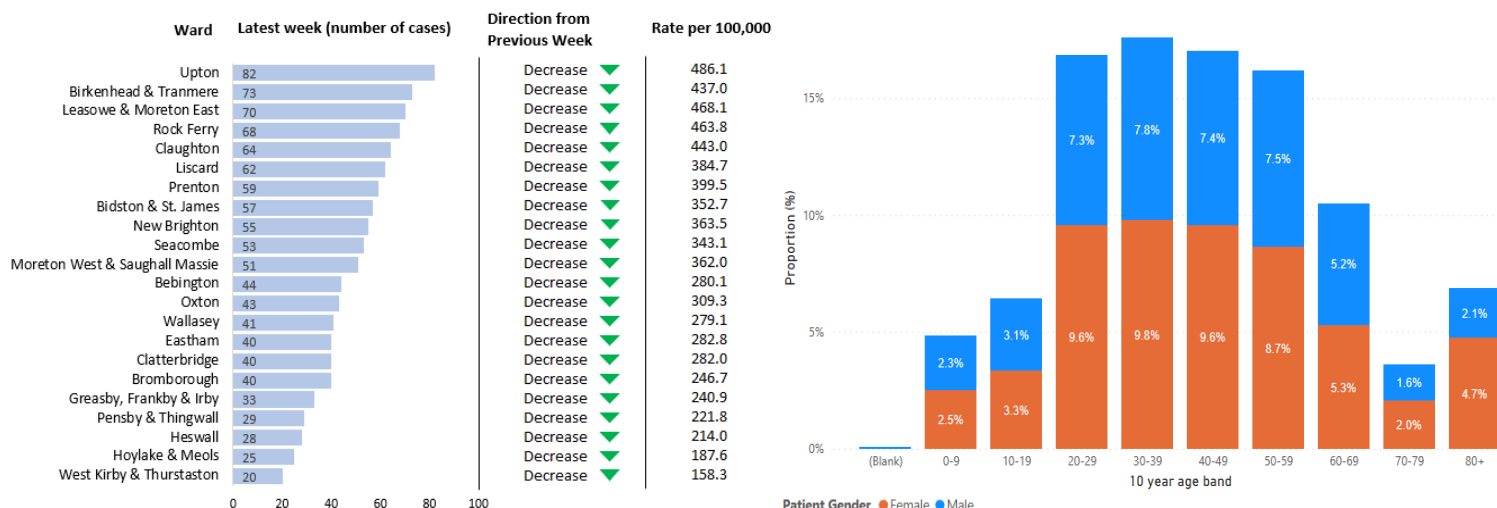 Ward Latest week (number of cases) Direction from Previous Week Rate per 100,000
Upton 82 Decrease 486.1
Birkenhead & Tranmere 73 Decrease 437.0
Leasowe & Moreton East 70 Decrease 468.1
Rock Ferry 68 Decrease 463.8
Claughton 64 Decrease 443.0
Liscard 62 Decrease 384.7
Prenton 59 Decrease 399.5
Bidston & St. James 57 Decrease 352.7
New Brighton 55 Decrease 363.5
Seacombe 53 Decrease 343.1
Moreton West & Saughall Massie 51 Decrease 362.0
Bebington 44 Decrease 280.1
Oxton 43 Decrease 309.3
Wallasey 41 Decrease 279.1
Eastham 40 Decrease 282.8
Clatterbridge 40 Decrease 282.0
Bromborough 40 Decrease 246.7
Greasby, Frankby & Irby 33 Decrease 240.9
Pensby & Thingwall 29 Decrease 221.8
Heswall 28 Decrease 214.0
Hoylake & Meols 25 Decrease 187.6
West Kirby & Thurstaston 20 Decrease 158.3
0 20 40 60 80 100
Proportion (%)
15%
10%
5%
0%
2.3% 3.1% 7.3% 7.8% 7.4% 7.5% 5.2% 1.6% 2.1%
2.5% 3.3% 9.6% 9.8% 9.6% 8.7% 5.3% 2.0% 4.7%
(Blank) 0-9 10-19 20-29 30-39 40-49 50-59 60-69 70-79 80+
10 year age band
Patient Gender Female Male